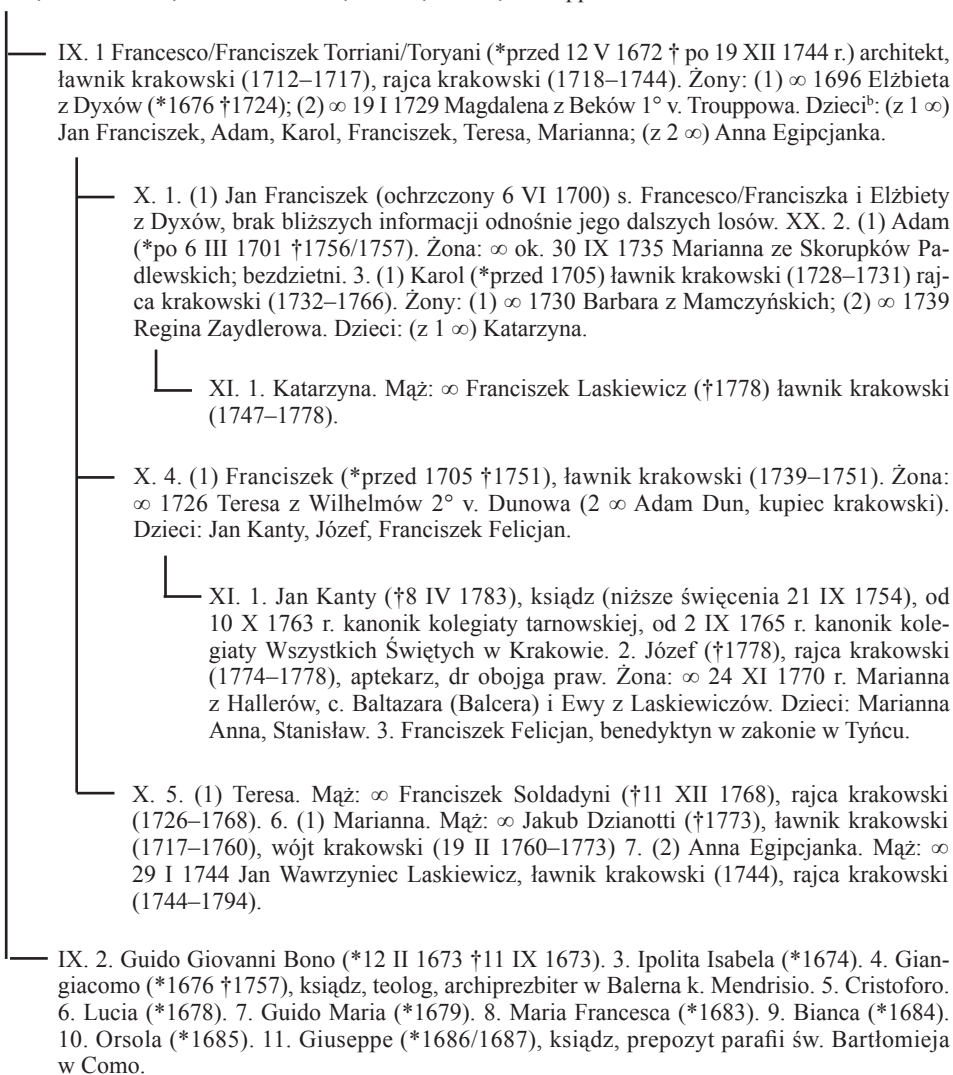 IX. 1 Francesco/Franciszek Torriani/Toryani (*przed 12 V 1672 † po 19 XII 1744 r.) architekt,
ławnik krakowski (1712–1717), rajca krakowski (1718–1744). Żony: (1) ∞ 1696 Elżbieta
z Dyxów (*1676 †1724); (2) ∞ 19 I 1729 Magdalena z Beków 1° v. Trouppowa. Dzieciᵇ: (z 1 ∞)
Jan Franciszek, Adam, Karol, Franciszek, Teresa, Marianna; (z 2 ∞) Anna Egipcjanka.
X. 1. (1) Jan Franciszek (ochrzczony 6 VI 1700) s. Francesco/Franciszka i Elżbiety
z Dyxów, brak bliższych informacji odnośnie jego dalszych losów. XX. 2. (1) Adam
(*po 6 III 1701 †1756/1757). Żona: ∞ ok. 30 IX 1735 Marianna ze Skorupków Pa-
dlewskich; bezdzietni. 3. (1) Karol (*przed 1705) ławnik krakowski (1728–1731) raj-
ca krakowski (1732–1766). Żony: (1) ∞ 1730 Barbara z Mamczyńskich; (2) ∞ 1739
Regina Zaydlerowa. Dzieci: (z 1 ∞) Katarzyna.
XI. 1. Katarzyna. Mąż: ∞ Franciszek Laskiewicz (†1778) ławnik krakowski
(1747–1778).
X. 4. (1) Franciszek (*przed 1705 †1751), ławnik krakowski (1739–1751). Żona:
∞ 1726 Teresa z Wilhelmów 2° v. Dunowa (2 ∞ Adam Dun, kupiec krakowski).
Dzieci: Jan Kanty, Józef, Franciszek Felicjan.
XI. 1. Jan Kanty (†8 IV 1783), ksiądz (niższe święcenia 21 IX 1754), od
10 X 1763 r. kanonik kolegiaty tarnowskiej, od 2 IX 1765 r. kanonik kole-
giaty Wszystkich Świętych w Krakowie. 2. Józef (†1778), rajca krakowski
(1774–1778), aptekarz, dr obojga praw. Żona: ∞ 24 XI 1770 r. Marianna
z Hallerów, c. Baltazara (Balcera) i Ewy z Laskiewiczów. Dzieci: Marianna
Anna, Stanisław. 3. Franciszek Felicjan, benedyktyn w zakonie w Tyńcu.
X. 5. (1) Teresa. Mąż: ∞ Franciszek Soldadyni (†11 XII 1768), rajca krakowski
(1726–1768). 6. (1) Marianna. Mąż: ∞ Jakub Dzianotti (†1773), ławnik krakowski
(1717–1760), wójt krakowski (19 II 1760–1773) 7. (2) Anna Egipcjanka. Mąż: ∞
29 I 1744 Jan Wawrzyniec Laskiewicz, ławnik krakowski (1744), rajca krakowski
(1744–1794).
IX. 2. Guido Giovanni Bono (*12 II 1673 †11 IX 1673). 3. Ipolita Isabela (*1674). 4. Gian-
giacomo (*1676 †1757), ksiądz, teolog, archiprezbiter w Balerna k. Mendrisio. 5. Cristoforo.
6. Lucia (*1678). 7. Guido Maria (*1679). 8. Maria Francesca (*1683). 9. Bianca (*1684).
10. Orsola (*1685). 11. Giuseppe (*1686/1687), ksiądz, prepozyt parafii św. Bartłomieja
w Como.